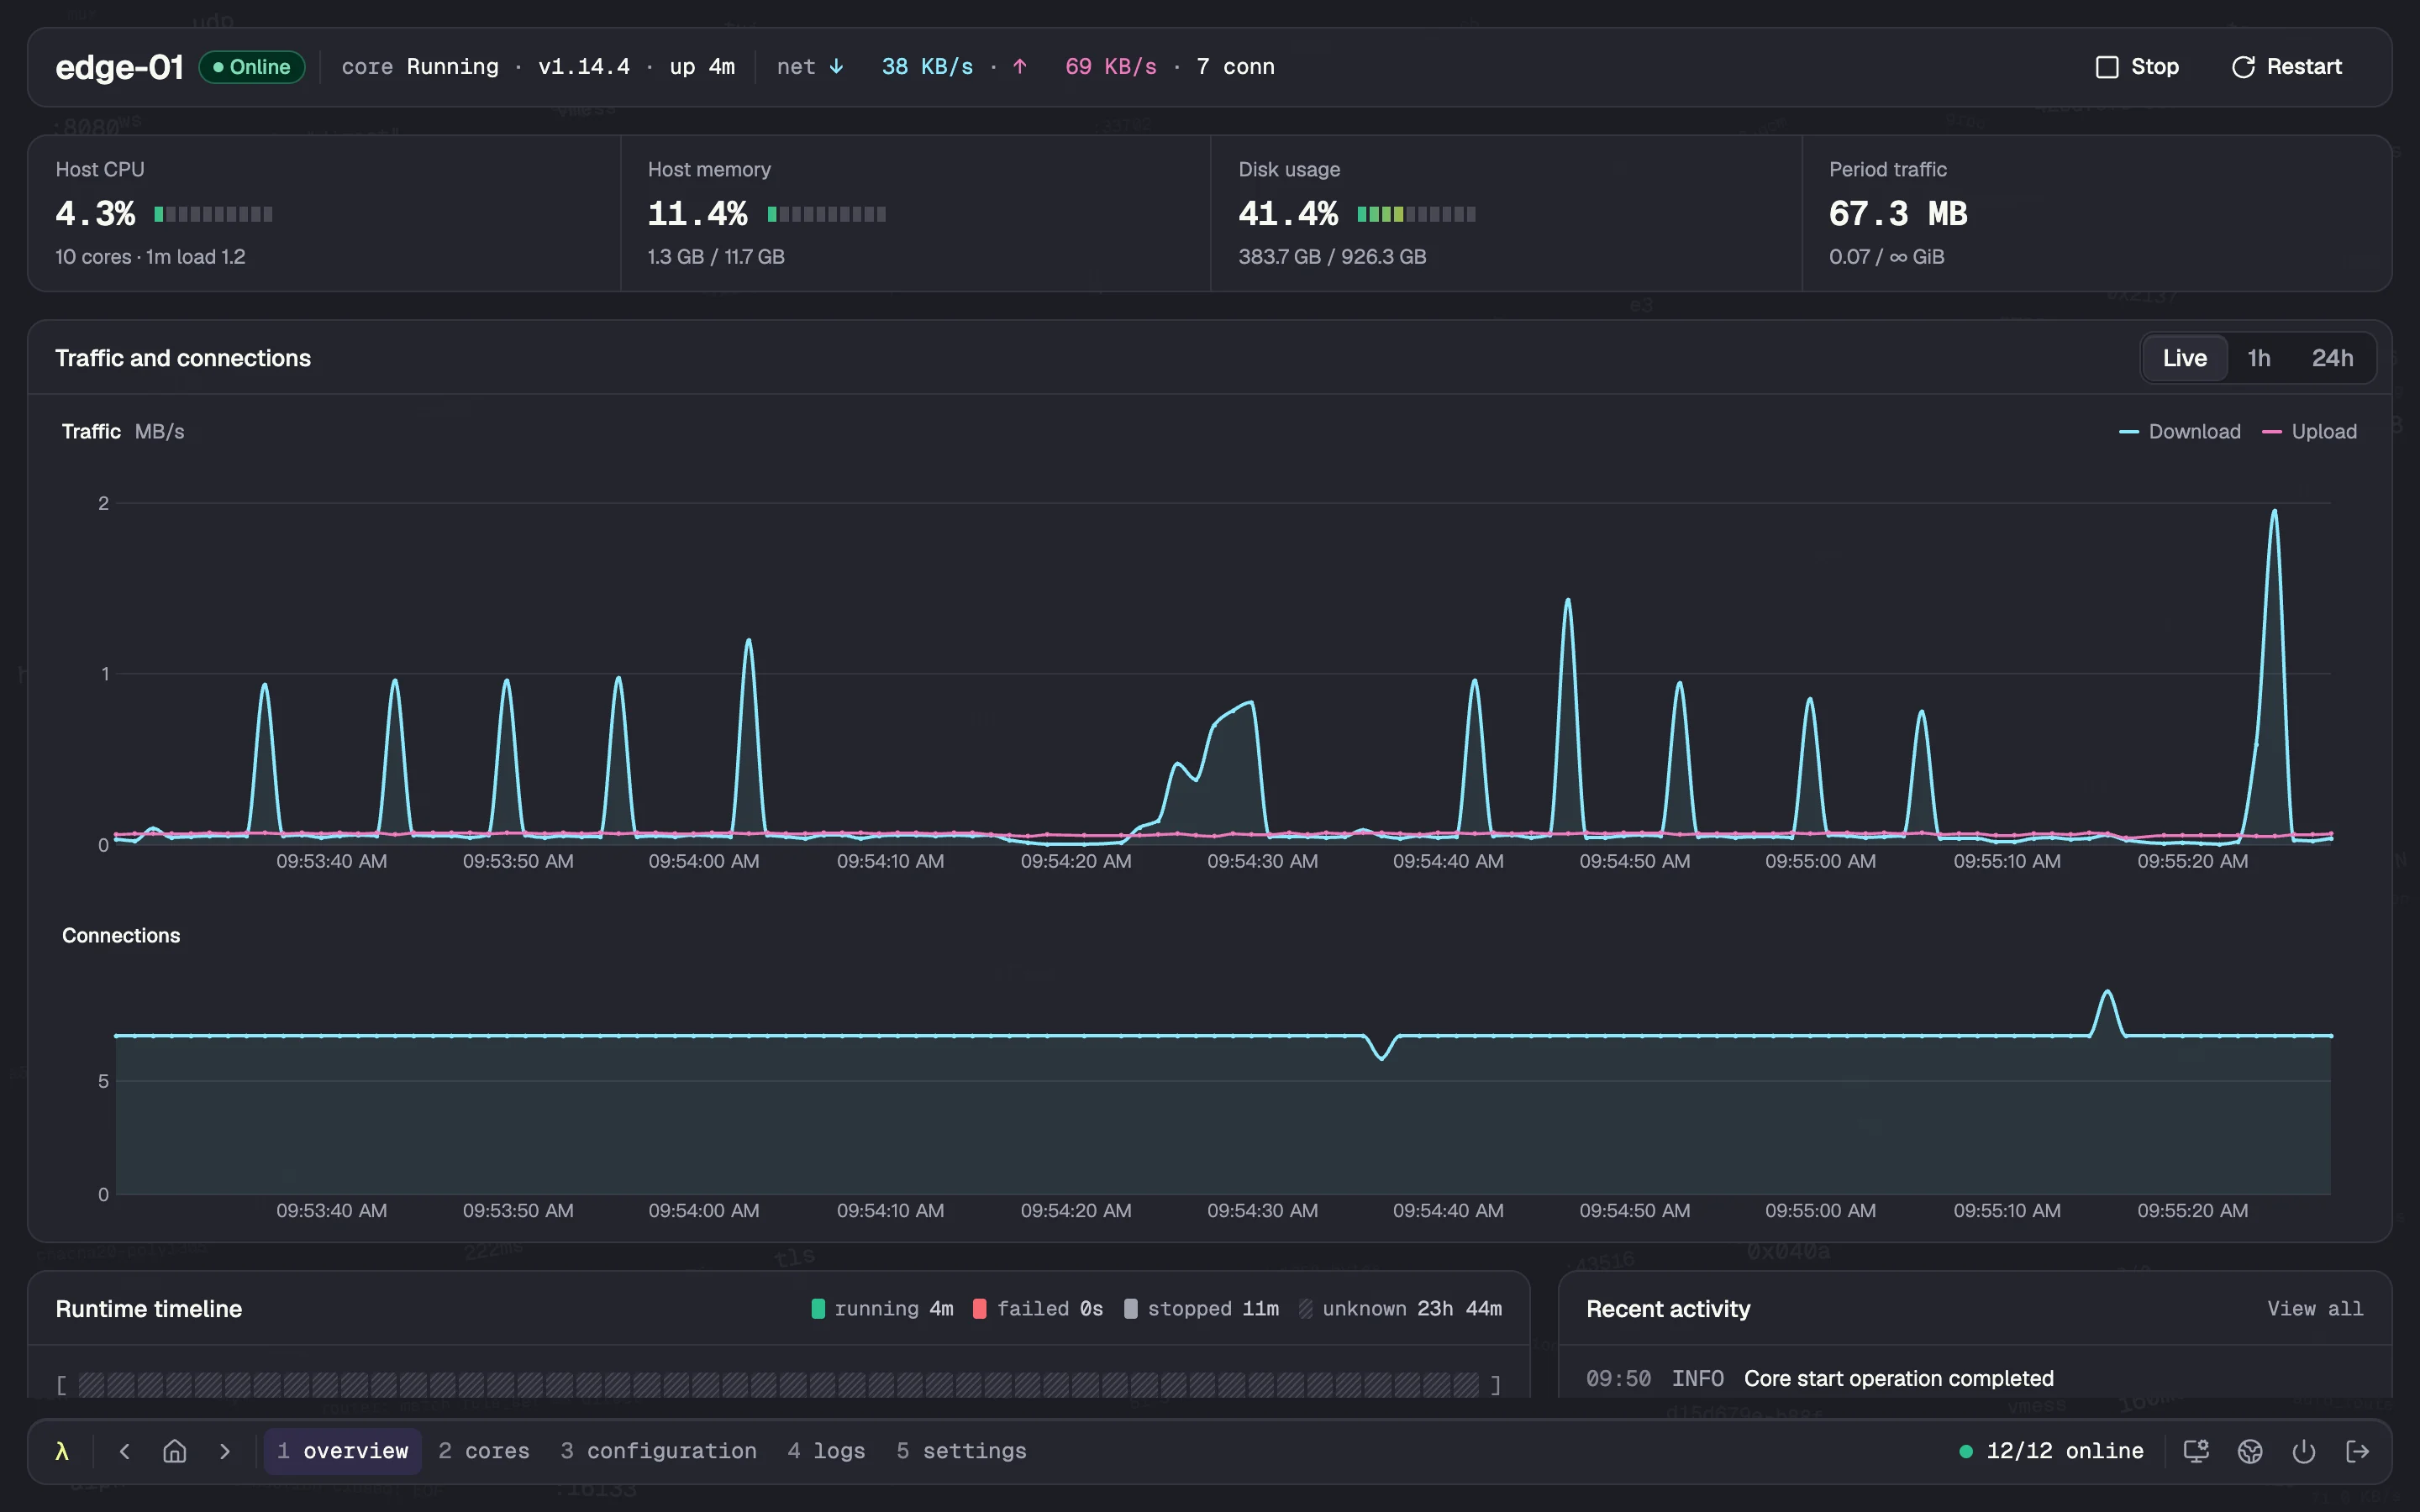 edge-01 Online core Running · v1.14.4 · up 4m net ↓ 38 KB/s · ↑ 69 KB/s · 7 conn Stop Restart
Host CPU
4.3%
10 cores · 1m load 1.2
Host memory
11.4%
1.3 GB / 11.7 GB
Disk usage
41.4%
383.7 GB / 926.3 GB
Period traffic
67.3 MB
0.07 / ∞ GiB
Traffic and connections Live 1h 24h
Traffic MB/s Download Upload
2
1
0
09:53:40 AM 09:53:50 AM 09:54:00 AM 09:54:10 AM 09:54:20 AM 09:54:30 AM 09:54:40 AM 09:54:50 AM 09:55:00 AM 09:55:10 AM 09:55:20 AM
Connections
5
0
09:53:40 AM 09:53:50 AM 09:54:00 AM 09:54:10 AM 09:54:20 AM 09:54:30 AM 09:54:40 AM 09:54:50 AM 09:55:00 AM 09:55:10 AM 09:55:20 AM
222ms tls 0x040a
Runtime timeline running 4m failed 0s stopped 11m unknown 23h 44m
[ ]
Recent activity View all
09:50 INFO Core start operation completed
λ 1 overview 2 cores 3 configuration 4 logs 5 settings 12/12 online